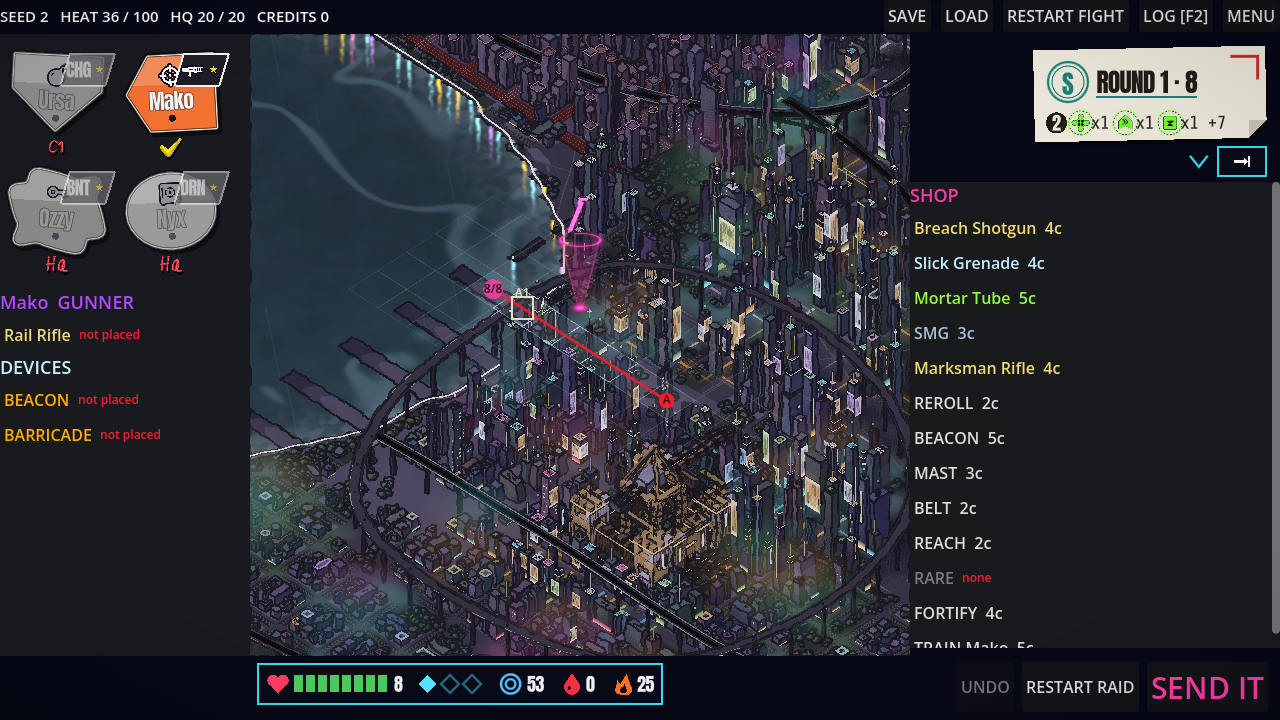 SEED 2 HEAT 36 / 100 HQ 20 / 20 CREDITS 0
SAVE LOAD RESTART FIGHT LOG [F2] MENU
CHG
Ursa
C1
Mako
BNT
Ozzy
HQ
DRN
Nyx
HQ
Mako GUNNER
Rail Rifle not placed
DEVICES
BEACON not placed
BARRICADE not placed
8/8
A1
A
S ROUND 1 - 8
2 x1 x1 x1 +7
SHOP
Breach Shotgun 4c
Slick Grenade 4c
Mortar Tube 5c
SMG 3c
Marksman Rifle 4c
REROLL 2c
BEACON 5c
MAST 3c
BELT 2c
REACH 2c
RARE none
FORTIFY 4c
TRAIN Mako 5c
8 53 0 25
UNDO RESTART RAID SEND IT